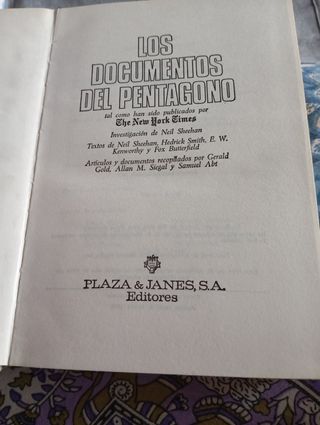 LOS
DOCUMENTOS
DEL PENTAGONO
tal como han sido publicados por
The New York Times
Investigación de Neil Sheehan
Textos de Neil Sheehan, Hedrick Smith, E. W.
Kenworthy y Fox Butterfield
Artículos y documentos recopilados por Gerald
Gold, Allan M. Siegal y Samuel Abt
PLAZA & JANES, S.A.
Editores